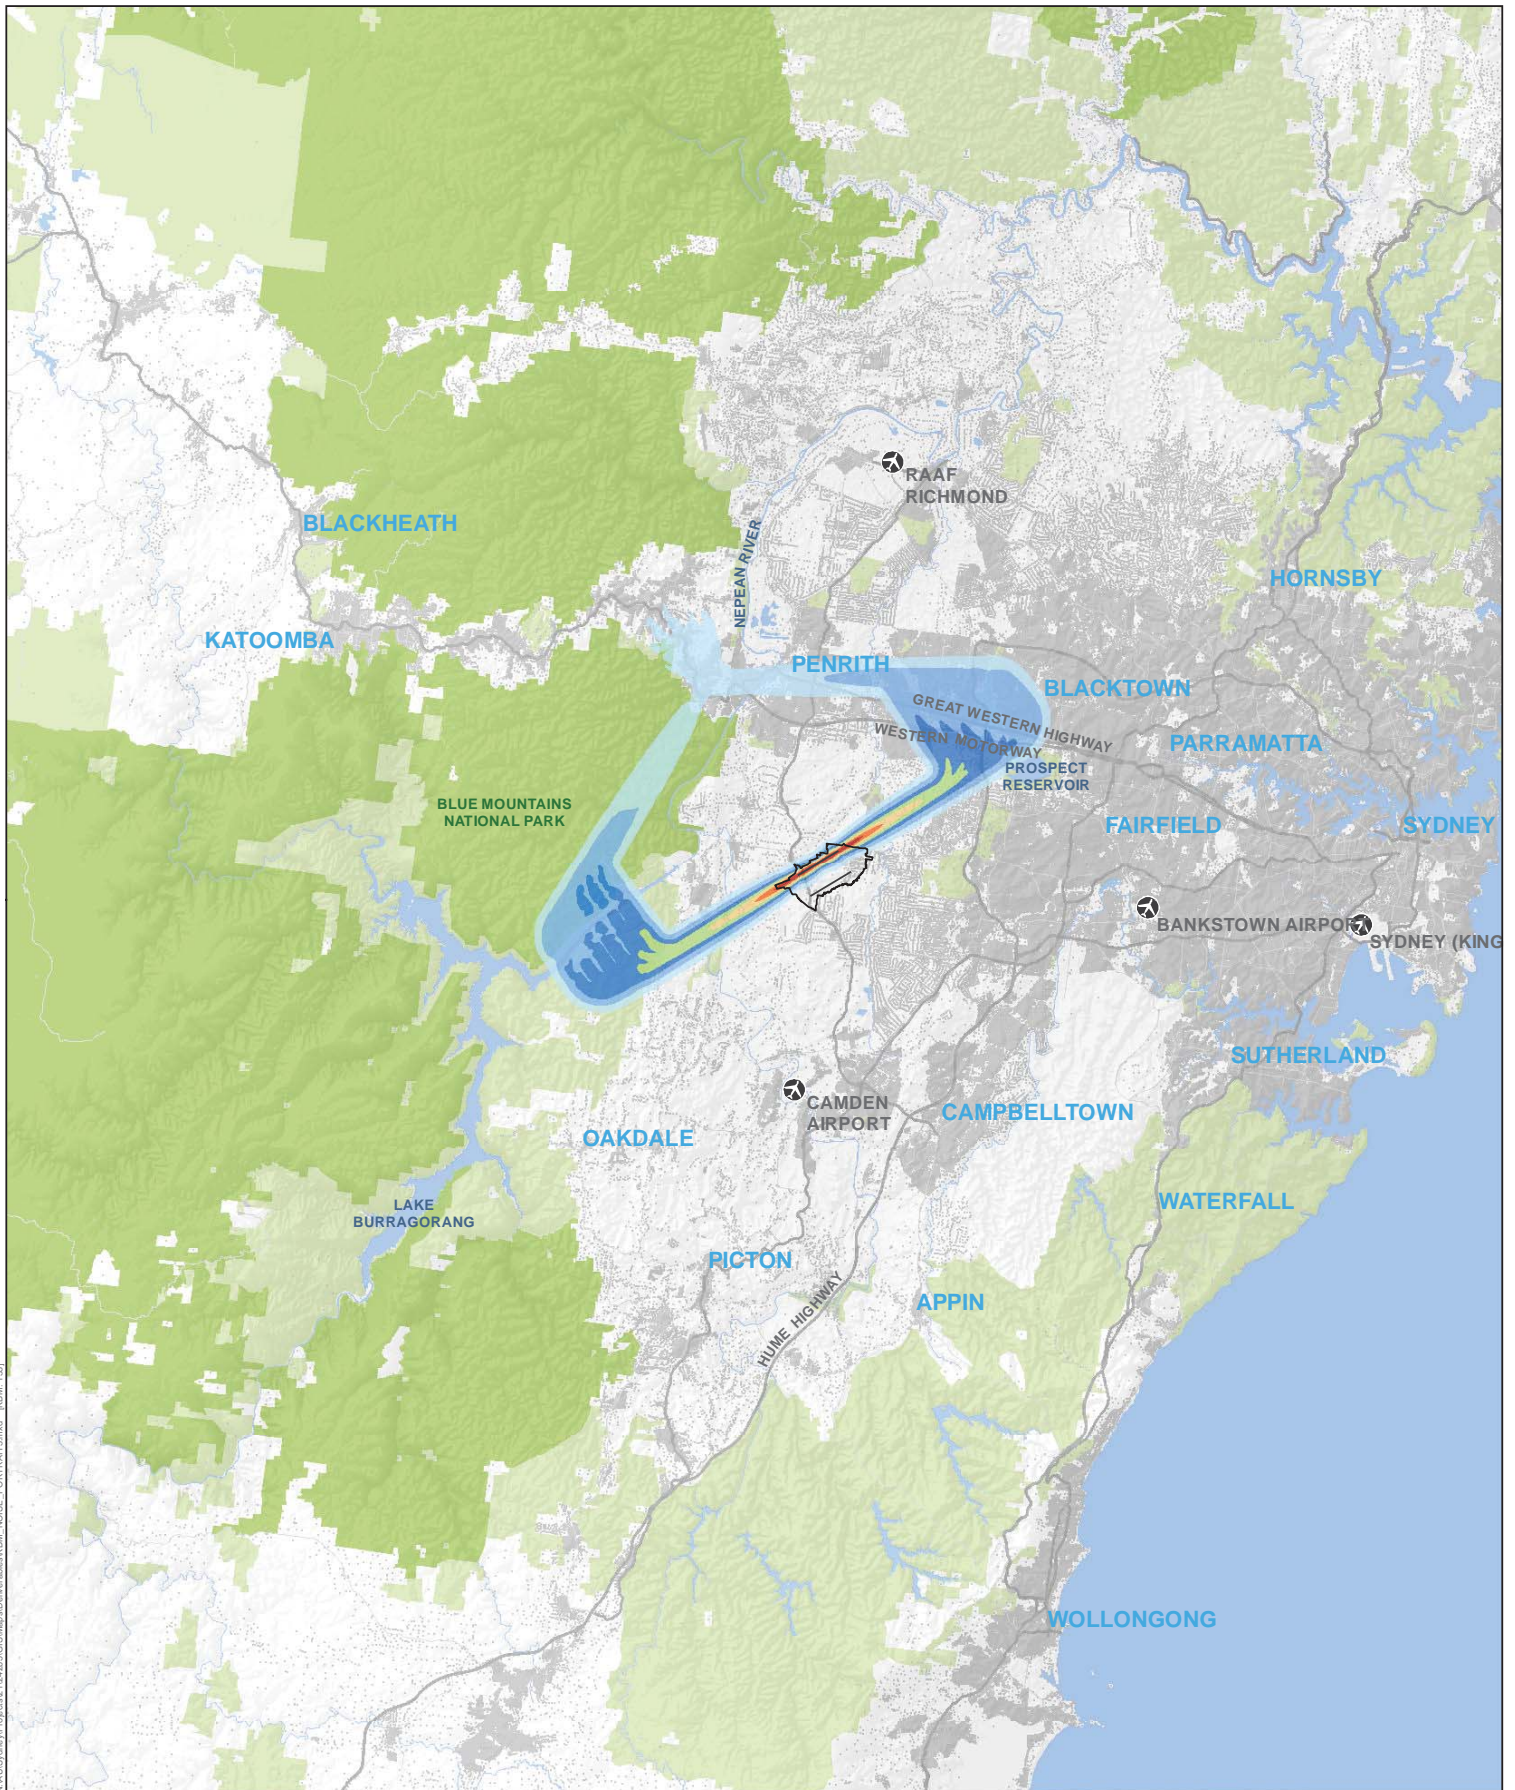 RAAF
RICHMOND
BLACKHEATH
NEPEAN RIVER
HORNSBY
KATOOMBA
PENRITH
BLACKTOWN
GREAT WESTERN HIGHWAY
WESTERN MOTORWAY
PARRAMATTA
PROSPECT
RESERVOIR
BLUE MOUNTAINS
NATIONAL PARK
FAIRFIELD
SYDNEY
BANKSTOWN AIRPORT
SYDNEY (KING
SUTHERLAND
CAMDEN
AIRPORT
CAMPBELLTOWN
OAKDALE
WATERFALL
LAKE
BURRAGORANG
PICTON
APPIN
HUME HIGHWAY
WOLLONGONG